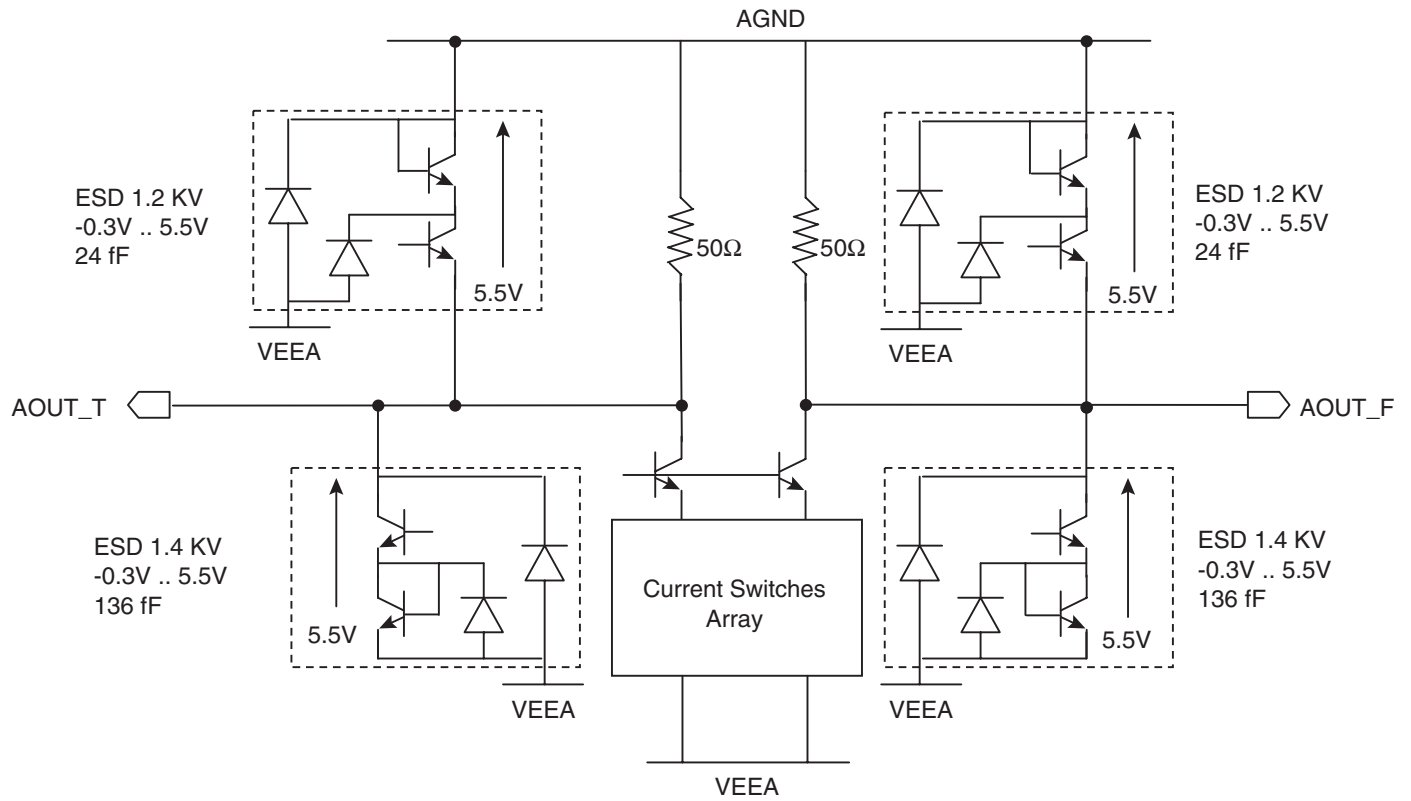 AGND
ESD 1.2 KV
-0.3V .. 5.5V
24 fF
5.5V
VEEA
50Ω
50Ω
ESD 1.2 KV
-0.3V .. 5.5V
24 fF
5.5V
VEEA
AOUT_T
AOUT_F
ESD 1.4 KV
-0.3V .. 5.5V
136 fF
5.5V
VEEA
Current Switches
Array
VEEA
ESD 1.4 KV
-0.3V .. 5.5V
136 fF
5.5V
VEEA